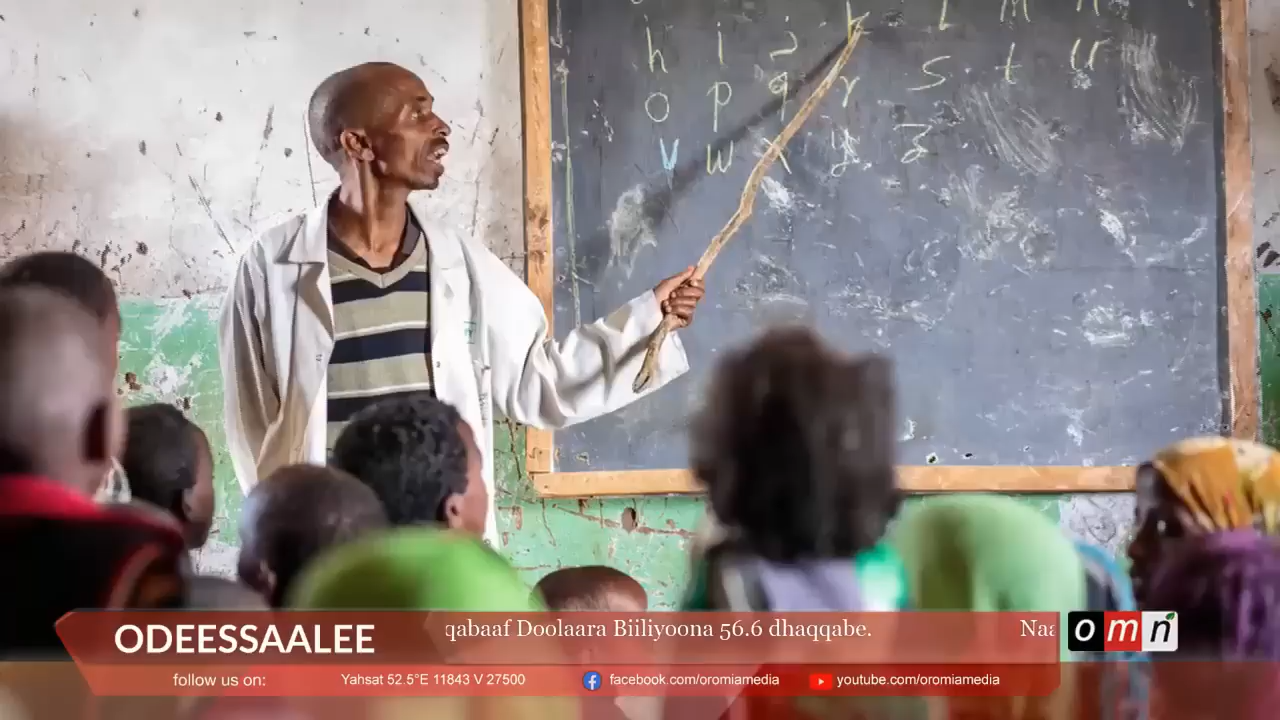 k l m n
h i j
o p q r s t u
v w x y z
ODEESSAALEE
qabaaf Doolaara Biiliyoona 56.6 dhaqqabe. Naa
omn
follow us on: Yahsat 52.5°E 11843 V 27500 facebook.com/oromiamedia youtube.com/oromiamedia